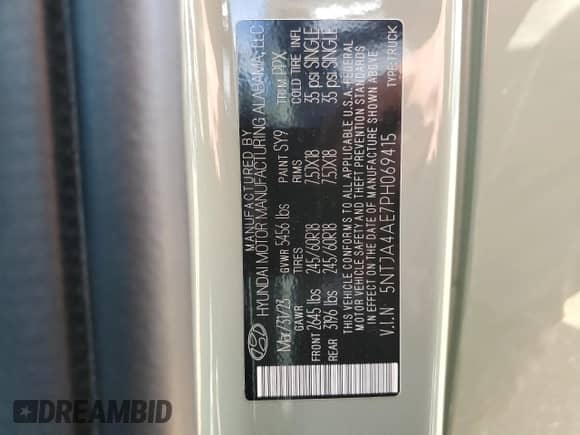 MANUFACTURED BY
HYUNDAI MOTOR MANUFACTURING ALABAMA, LLC
Mar/31/23 GVWR 5456 lbs PAINT SY9 TRIM PPX
GAWR TIRES RIMS COLD TIRE INFL
FRONT 2645 lbs 245/60R18 7.5JX18 35 psi SINGLE
REAR 3196 lbs 245/60R18 7.5JX18 35 psi SINGLE
THIS VEHICLE CONFORMS TO ALL APPLICABLE U.S.A. FEDERAL
MOTOR VEHICLE SAFETY AND THEFT PREVENTION STANDARDS
IN EFFECT ON THE DATE OF MANUFACTURE SHOWN ABOVE.
V.I.N 5NTJA4AE7PH069415 TYPE:TRUCK
DREAMBID